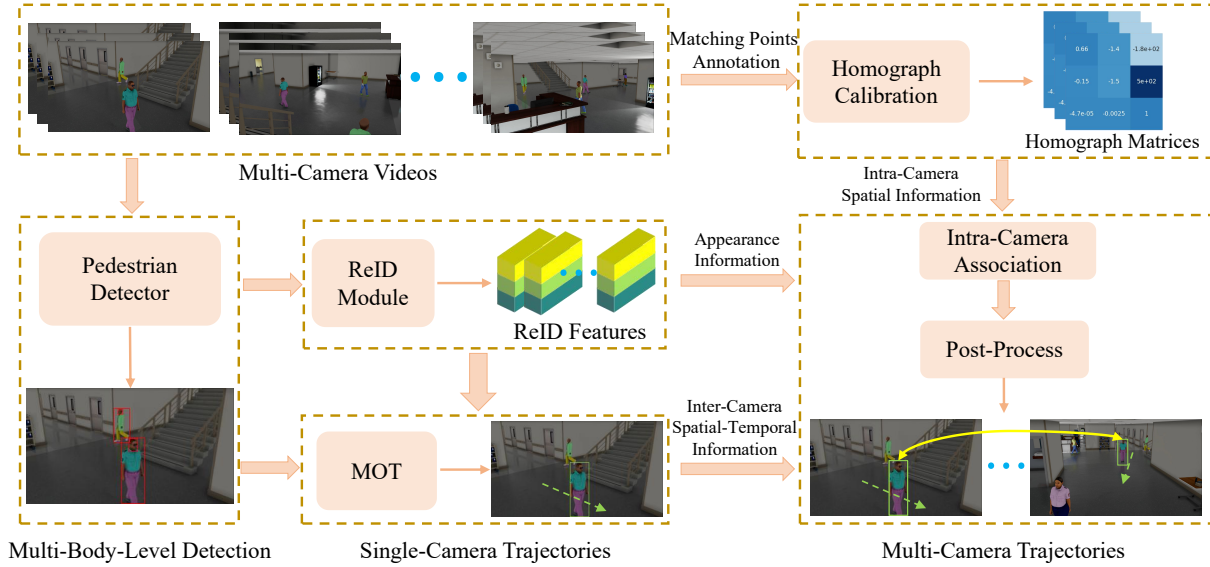 Matching Points
Annotation
Homograph
Calibration
0.66
-1.4
-1.8e+02
-0.15
-1.5
5e+02
-4.7e-05
-0.0025
1
Homograph Matrices
Multi-Camera Videos
Intra-Camera
Spatial Information
Pedestrian
Detector
ReID
Module
ReID Features
Appearance
Information
Intra-Camera
Association
Post-Process
MOT
Inter-Camera
Spatial-Temporal
Information
Multi-Body-Level Detection
Single-Camera Trajectories
Multi-Camera Trajectories